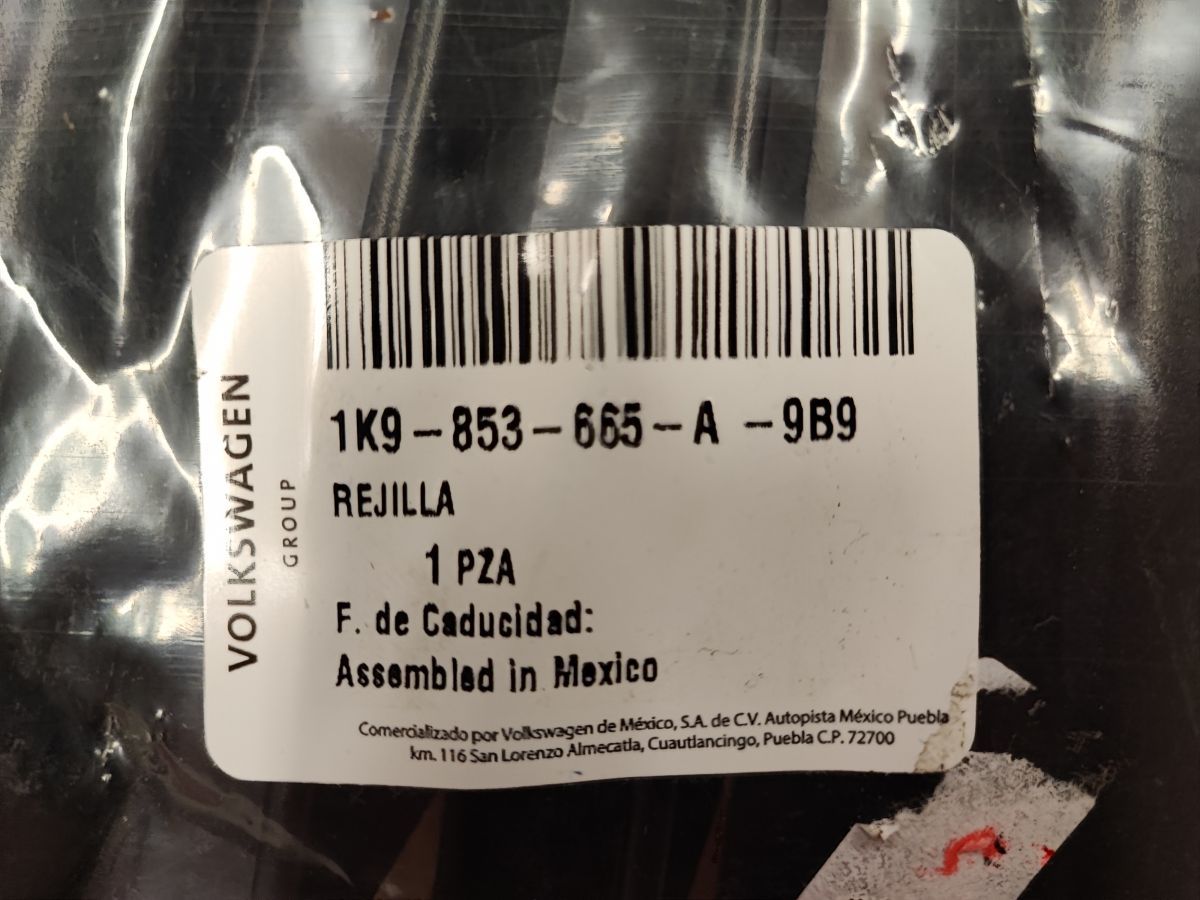 VOLKSWAGEN
GROUP
1K9-853-665-A -9B9
REJILLA
1 PZA
F. de Caducidad:
Assembled in Mexico
Comercializado por Volkswagen de México, S.A. de C.V. Autopista México Puebla
km. 116 San Lorenzo Almecatla, Cuautlancingo, Puebla C.P. 72700